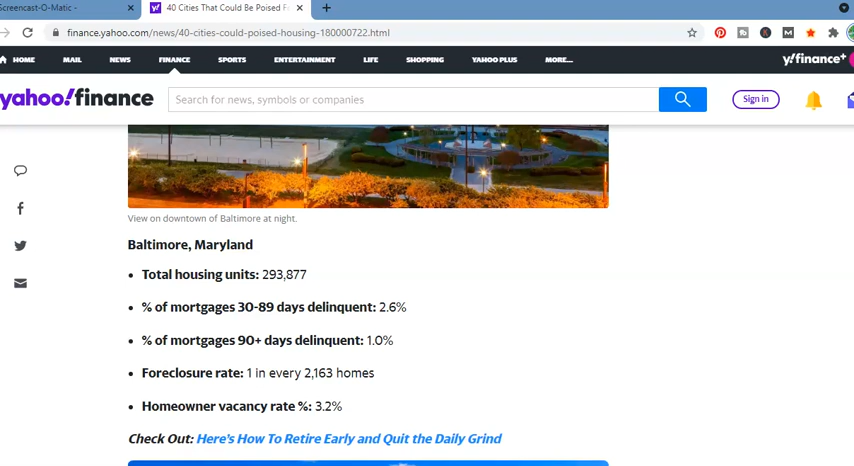 Screencast-O-Matic -
40 Cities That Could Be Poised Fr
finance.yahoo.com/news/40-cities-could-poised-housing-180000722.html
HOME MAIL NEWS FINANCE SPORTS ENTERTAINMENT LIFE SHOPPING YAHOO PLUS MORE... y!finance+
yahoo!finance
Search for news, symbols or companies
Sign in
View on downtown of Baltimore at night.
Baltimore, Maryland
• Total housing units: 293,877
• % of mortgages 30-89 days delinquent: 2.6%
• % of mortgages 90+ days delinquent: 1.0%
• Foreclosure rate: 1 in every 2,163 homes
• Homeowner vacancy rate %: 3.2%
Check Out: Here's How To Retire Early and Quit the Daily Grind